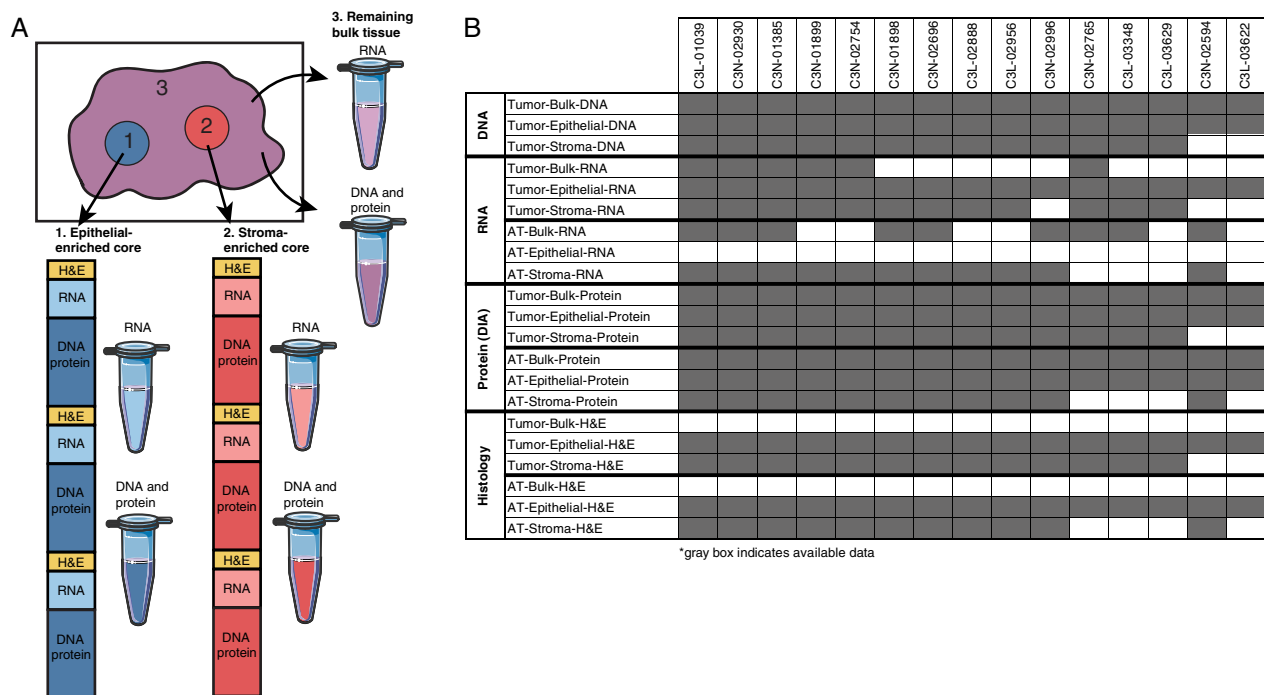 A
3. Remaining
bulk tissue
RNA
3
1
2
DNA and
protein
1. Epithelial-
enriched core
2. Stroma-
enriched core
H&E
RNA
DNA
protein
H&E
RNA
DNA
protein
H&E
RNA
DNA
protein
RNA
DNA and
protein
H&E
RNA
DNA
protein
H&E
RNA
DNA
protein
H&E
RNA
DNA
protein
RNA
DNA and
protein
B
C3L-01039
C3N-02930
C3N-01385
C3N-01899
C3N-02754
C3N-01898
C3N-02696
C3L-02888
C3L-02956
C3N-02996
C3N-02765
C3L-03348
C3L-03629
C3N-02594
C3L-03622
DNA
Tumor-Bulk-DNA
Tumor-Epithelial-DNA
Tumor-Stroma-DNA
RNA
Tumor-Bulk-RNA
Tumor-Epithelial-RNA
Tumor-Stroma-RNA
AT-Bulk-RNA
AT-Epithelial-RNA
AT-Stroma-RNA
Protein (DIA)
Tumor-Bulk-Protein
Tumor-Epithelial-Protein
Tumor-Stroma-Protein
AT-Bulk-Protein
AT-Epithelial-Protein
AT-Stroma-Protein
Histology
Tumor-Bulk-H&E
Tumor-Epithelial-H&E
Tumor-Stroma-H&E
AT-Bulk-H&E
AT-Epithelial-H&E
AT-Stroma-H&E
*gray box indicates available data